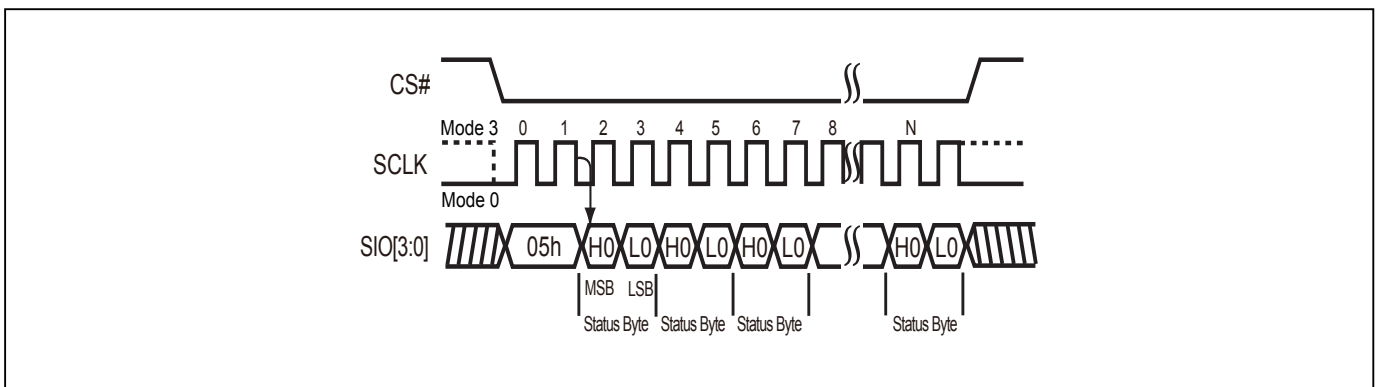 CS#
Mode 3 0 1 2 3 4 5 6 7 8 N
SCLK
Mode 0
SIO[3:0] 05h H0 L0 H0 L0 H0 L0 H0 L0
MSB LSB
Status Byte Status Byte Status Byte Status Byte